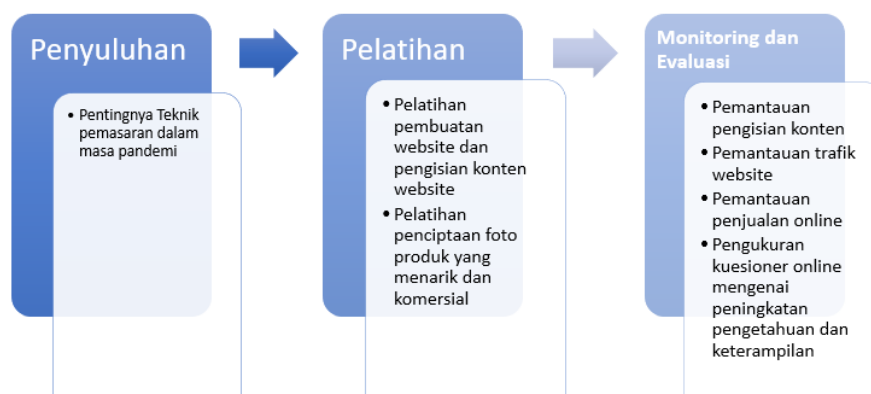 Penyuluhan
• Pentingnya Teknik
pemasaran dalam
masa pandemi
Pelatihan
• Pelatihan
pembuatan
website dan
pengisian konten
website
• Pelatihan
penciptaan foto
produk yang
menarik dan
komersial
Monitoring dan
Evaluasi
• Pemantauan
pengisian konten
• Pemantauan trafik
website
• Pemantauan
penjualan online
• Pengukuran
kuesioner online
mengenai
peningkatan
pengetahuan dan
keterampilan